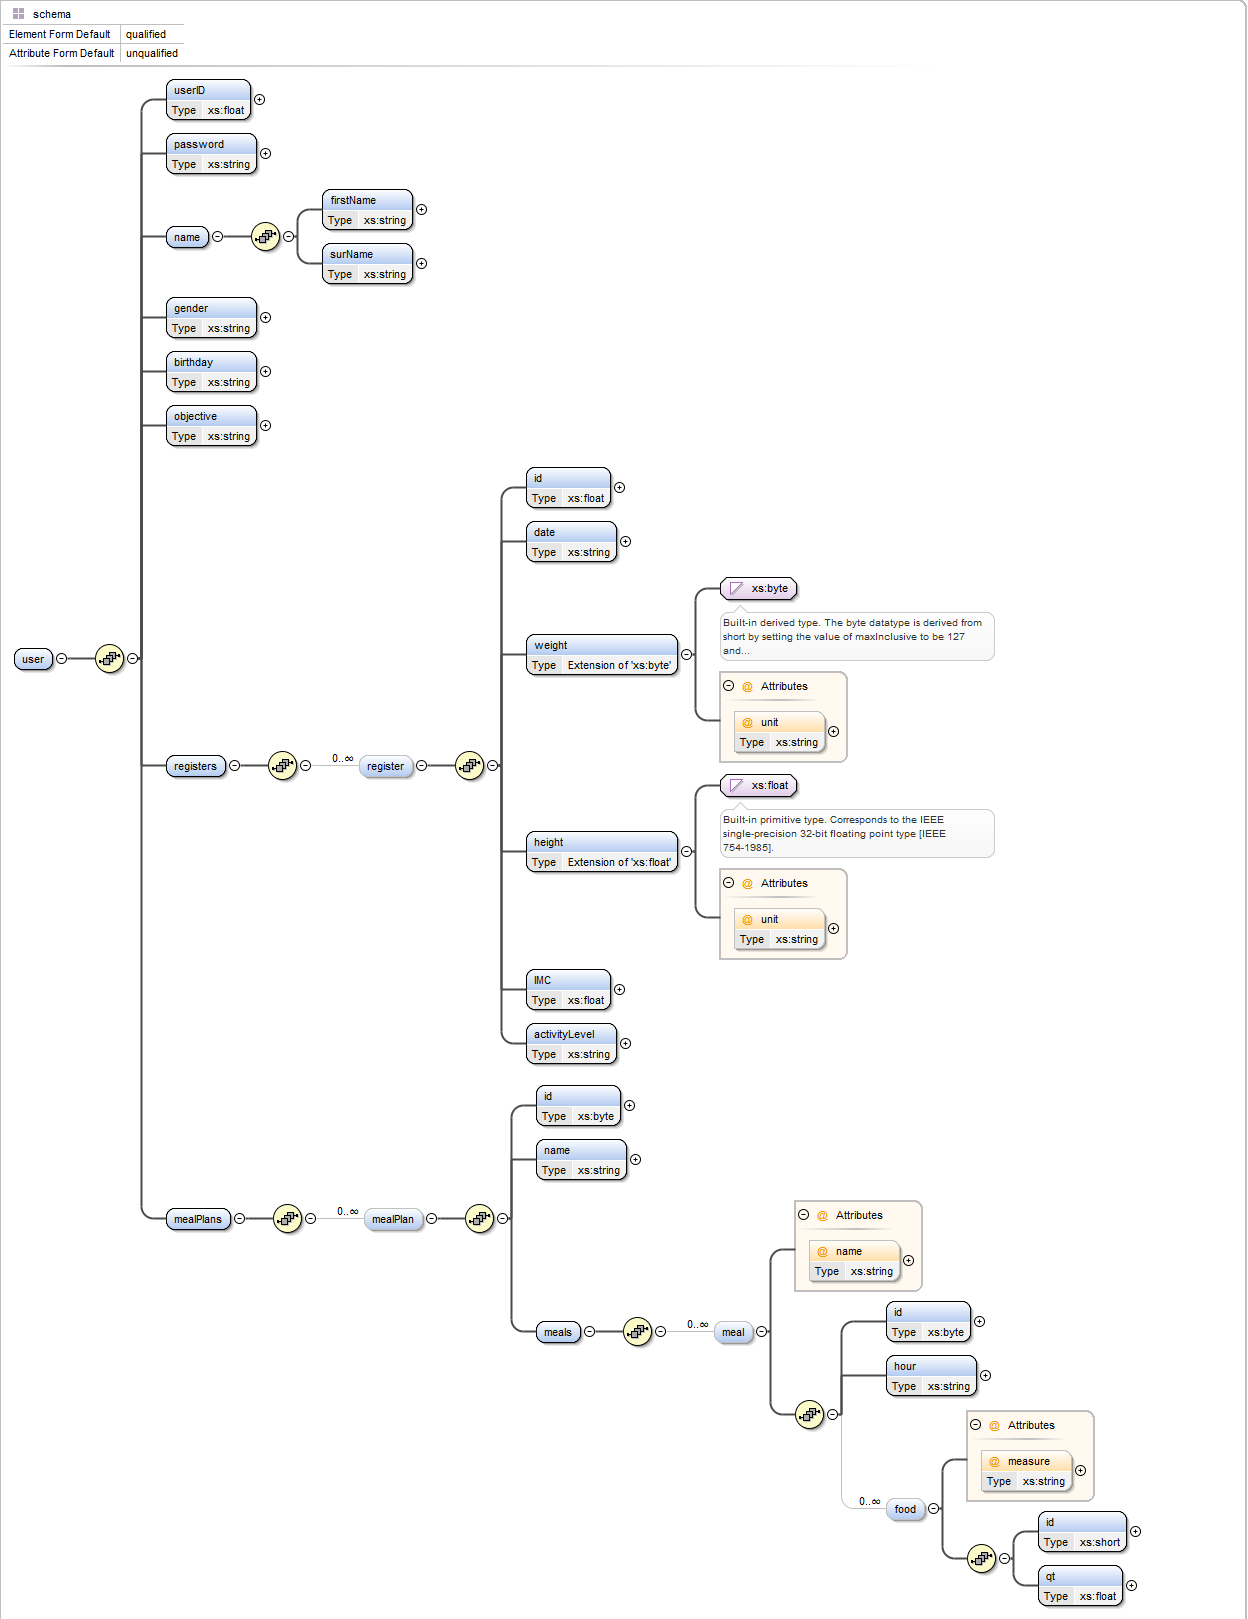 schema
Element Form Default qualified
Attribute Form Default unqualified
userID
Type xs:float
password
Type xs:string
name
firstName
Type xs:string
surName
Type xs:string
gender
Type xs:string
birthday
Type xs:string
objective
Type xs:string
user
registers
0..∞
register
id
Type xs:float
date
Type xs:string
weight
Type Extension of 'xs:byte'
xs:byte
Built-in derived type. The byte datatype is derived from
short by setting the value of maxInclusive to be 127
and...
@ Attributes
@ unit
Type xs:string
height
Type Extension of 'xs:float'
xs:float
Built-in primitive type. Corresponds to the IEEE
single-precision 32-bit floating point type [IEEE
754-1985].
@ Attributes
@ unit
Type xs:string
IMC
Type xs:float
activityLevel
Type xs:string
mealPlans
0..∞
mealPlan
id
Type xs:byte
name
Type xs:string
meals
0..∞
meal
@ Attributes
@ name
Type xs:string
id
Type xs:byte
hour
Type xs:string
0..∞
food
@ Attributes
@ measure
Type xs:string
id
Type xs:short
qt
Type xs:float